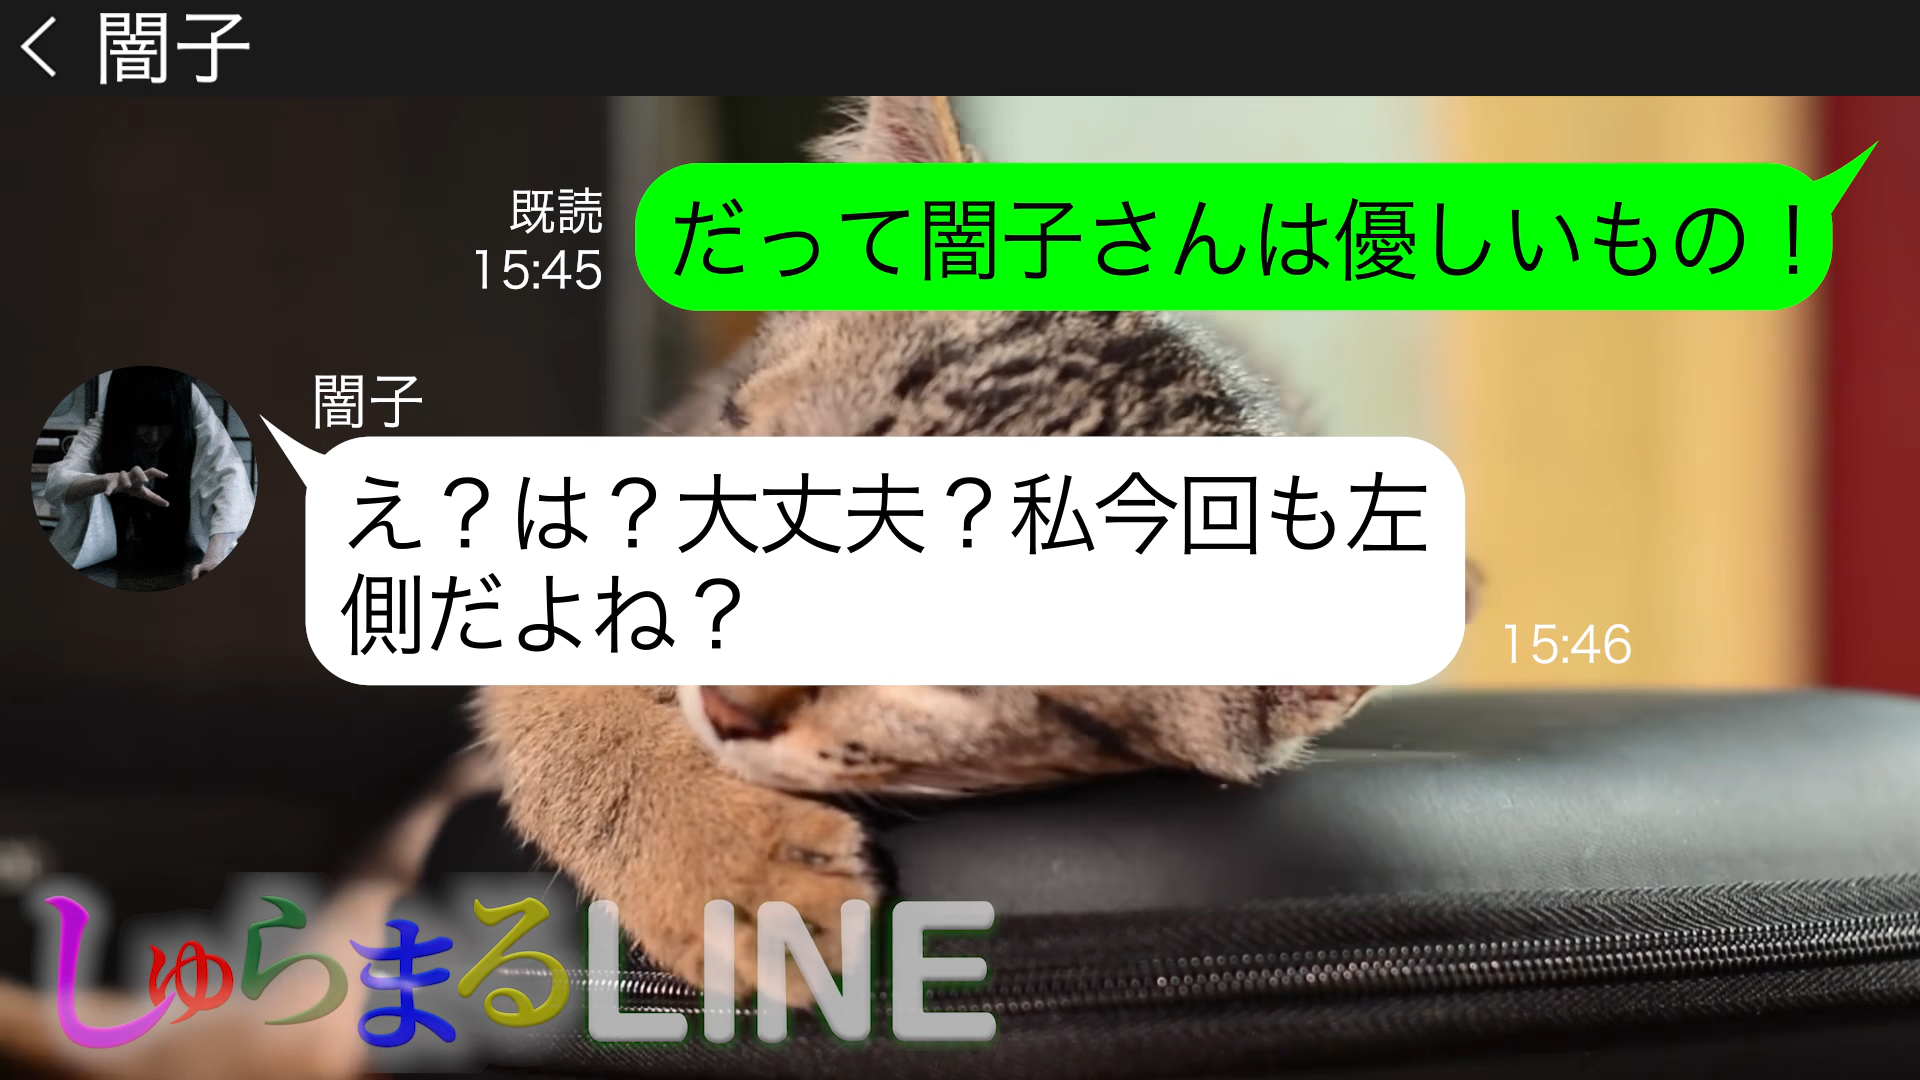 闇子
だって闇子さんは優しいもの！
既読
15:45
闇子
え？は？大丈夫？私今回も左
側だよね？
15:46
しゅらまるLINE